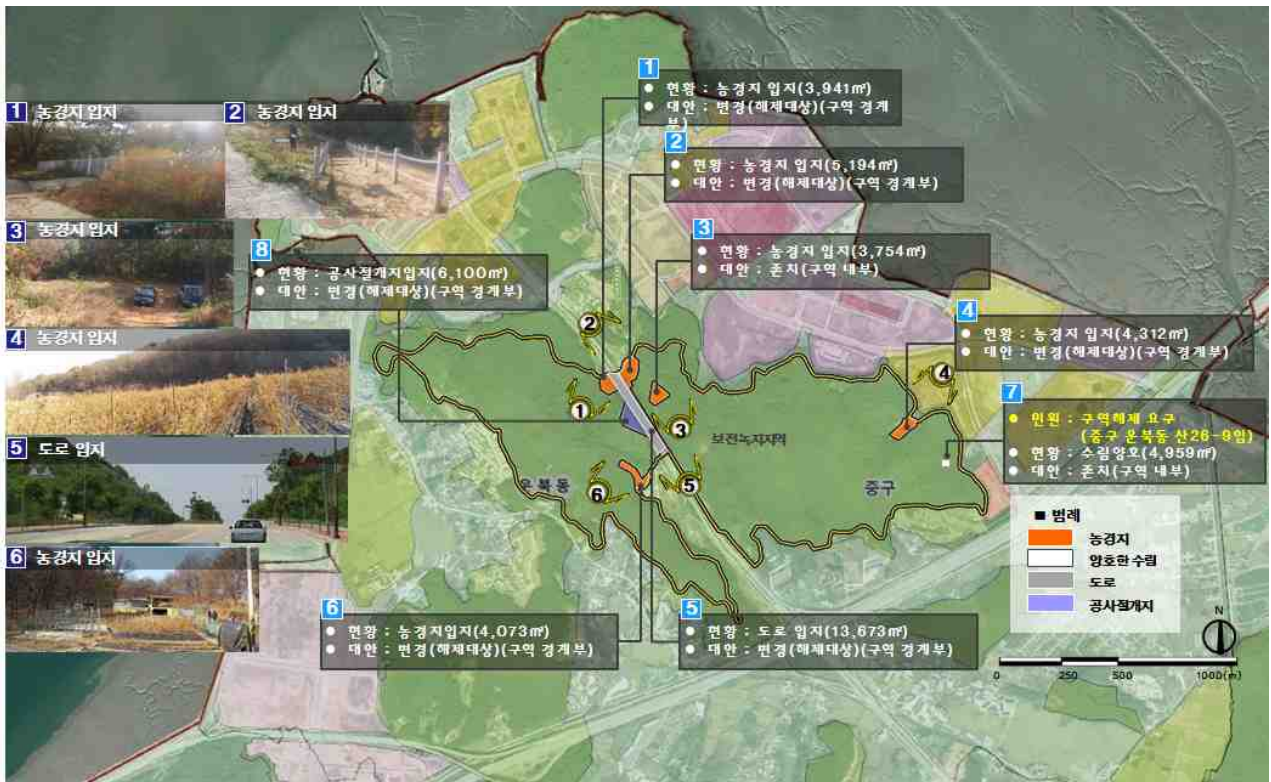 1 농경지 입지
2 농경지 입지
3 농경지 입지
4 농경지 입지
5 도로 입지
6 농경지 입지
1
현황 : 농경지 입지(3,941㎡)
대안 : 변경(해제대상)(구역 경계
부)
2
현황 : 농경지 입지(5,194㎡)
대안 : 변경(해제대상)(구역 경계부)
3
현황 : 농경지 입지(3,754㎡)
대안 : 존치(구역 내부)
8
현황 : 공사절개지입지(6,100㎡)
대안 : 변경(해제대상)(구역 경계부)
4
현황 : 농경지 입지(4,312㎡)
대안 : 변경(해제대상)(구역 경계부)
7
민원 : 구역해제 요구
(중구 운북동 산26-9임)
현황 : 수림양호(4,959㎡)
대안 : 존치(구역 내부)
2
4
1
3
보전녹지지역
운북동
6
5
중구
■ 범례
농경지
양호한 수림
도로
공사절개지
6
현황 : 농경지입지(4,073㎡)
대안 : 변경(해제대상)(구역 경계부)
5
현황 : 도로 입지(13,673㎡)
대안 : 변경(해제대상)(구역 경계부)
N
0 250 500 1000(m)